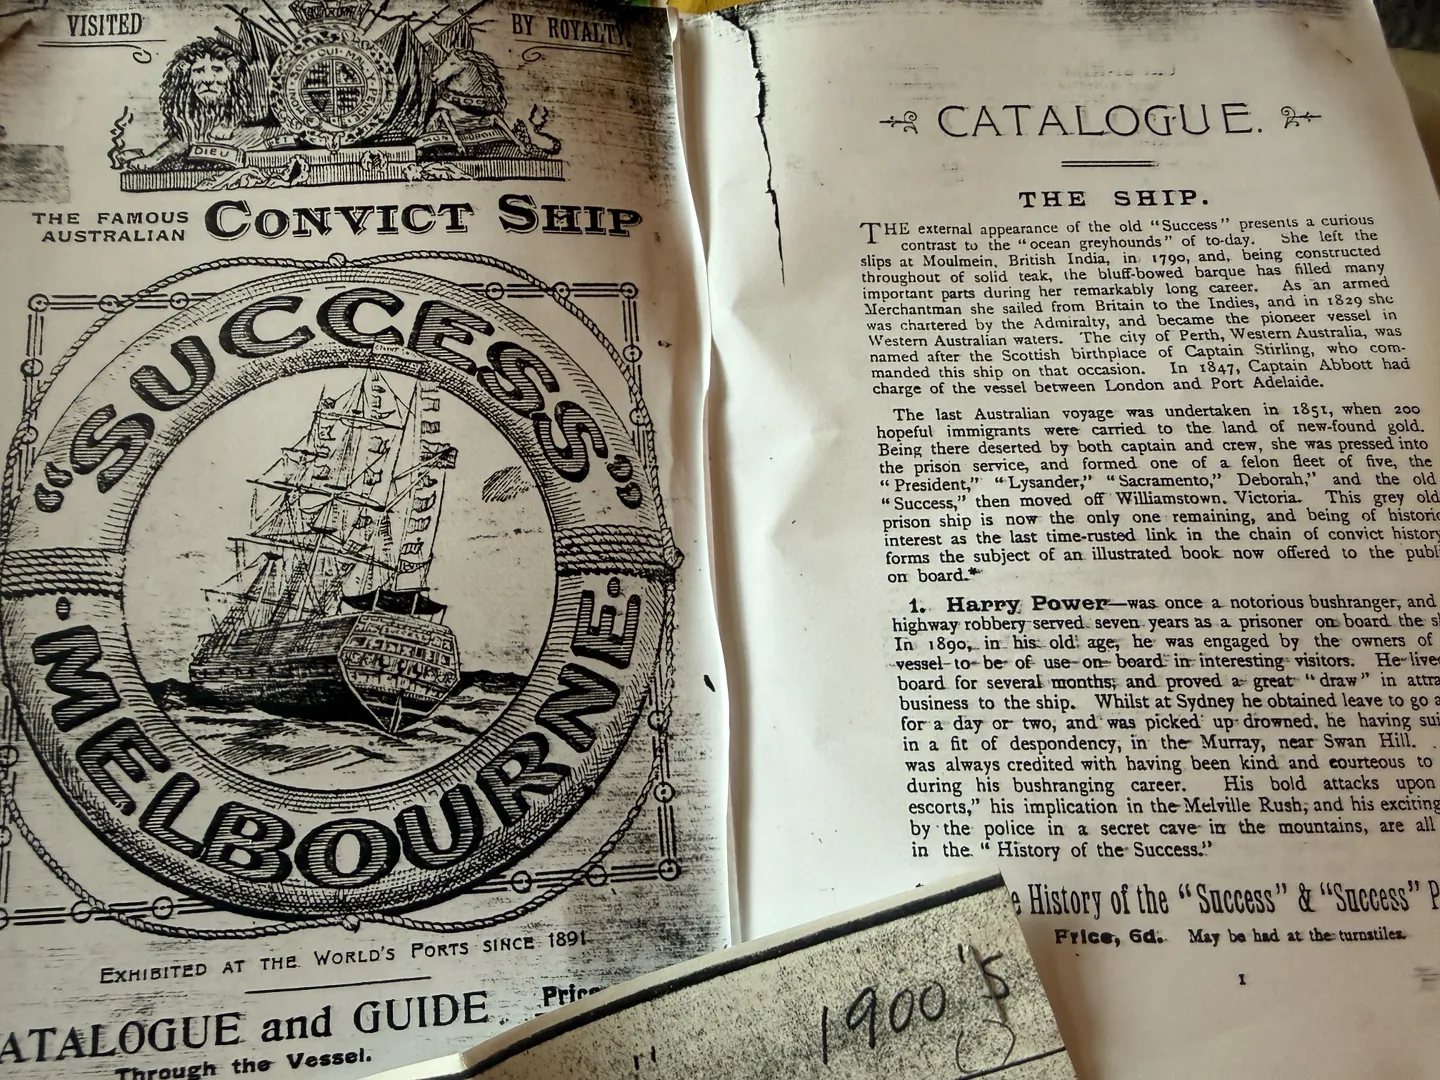 VISITED BY ROYALTY.
DIEU ET
THE FAMOUS
AUSTRALIAN CONVICT SHIP
"SUCCESS"
·MELBOURNE·
EXHIBITED AT THE WORLD'S PORTS SINCE 1891
ATALOGUE and GUIDE
Price
Through the Vessel.
CATALOGUE.
THE SHIP.
THE external appearance of the old "Success" presents a curious
contrast to the "ocean greyhounds" of to-day. She left the
slips at Moulmein, British India, in 1790, and, being constructed
throughout of solid teak, the bluff-bowed barque has filled many
important parts during her remarkably long career. As an armed
Merchantman she sailed from Britain to the Indies, and in 1829 she
was chartered by the Admiralty, and became the pioneer vessel in
Western Australian waters. The city of Perth, Western Australia, was
named after the Scottish birthplace of Captain Stirling, who com-
manded this ship on that occasion. In 1847, Captain Abbott had
charge of the vessel between London and Port Adelaide.
The last Australian voyage was undertaken in 1851, when 200
hopeful immigrants were carried to the land of new-found gold.
Being there deserted by both captain and crew, she was pressed into
the prison service, and formed one of a felon fleet of five, the
"President," "Lysander," "Sacramento," Deborah," and the old
"Success," then moved off Williamstown. Victoria. This grey old
prison ship is now the only one remaining, and being of historic
interest as the last time-rusted link in the chain of convict history
forms the subject of an illustrated book now offered to the publi
on board.*
1. Harry Power—was once a notorious bushranger, and
highway robbery served seven years as a prisoner on board the s
In 1890, in his old age, he was engaged by the owners of
vessel to be of use on board in interesting visitors. He live
board for several months, and proved a great "draw" in attra
business to the ship. Whilst at Sydney he obtained leave to go a
for a day or two, and was picked up drowned, he having sui
in a fit of despondency, in the Murray, near Swan Hill. .
was always credited with having been kind and courteous to
during his bushranging career. His bold attacks upon
escorts," his implication in the Melville Rush, and his exciting
by the police in a secret cave in the mountains, are all
in the "History of the Success."
e History of the "Success" & "Success" P
Price, 6d. May be had at the turnstiles.
1
1900's
(?)